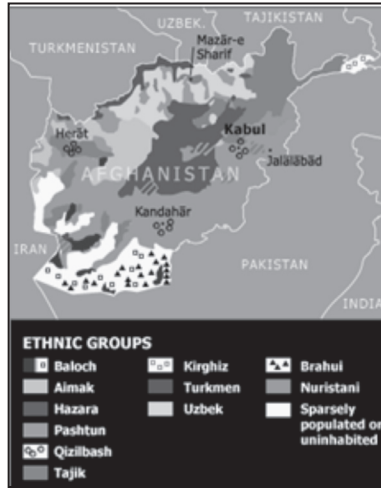 UZBEK.
TAJIKISTAN
TURKMENISTAN
Mazār-e
Sharif
Herāt
Kabul
Jalālābād
AFGHANISTAN
Kandahār
IRAN
PAKISTAN
INDIA
ETHNIC GROUPS
Baloch
Aimak
Hazara
Pashtun
Qizilbash
Tajik
Kirghiz
Turkmen
Uzbek
Brahui
Nuristani
Sparsely
populated or
uninhabited